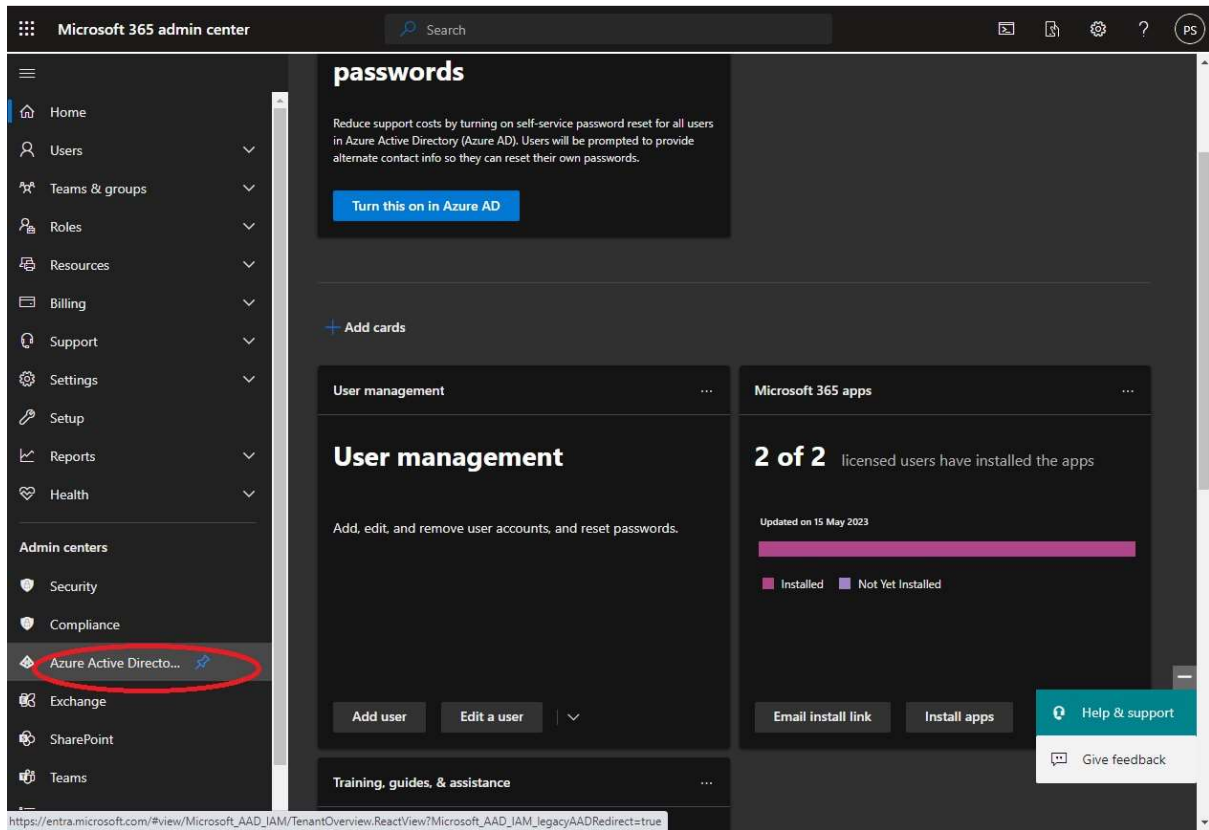 Microsoft 365 admin center
Search
PS
Home
Users
Teams & groups
Roles
Resources
Billing
Support
Settings
Setup
Reports
Health
Admin centers
Security
Compliance
Azure Active Directo...
Exchange
SharePoint
Teams
passwords
Reduce support costs by turning on self-service password reset for all users
in Azure Active Directory (Azure AD). Users will be prompted to provide
alternate contact info so they can reset their own passwords.
Turn this on in Azure AD
Add cards
User management
User management
Add, edit, and remove user accounts, and reset passwords.
Add user Edit a user
Microsoft 365 apps
2 of 2 licensed users have installed the apps
Updated on 15 May 2023
Installed Not Yet Installed
Email install link Install apps
Training, guides, & assistance
Help & support
Give feedback
https://entra.microsoft.com/#view/Microsoft_AAD_IAM/TenantOverview.ReactView?Microsoft_AAD_IAM_legacyAADRedirect=true